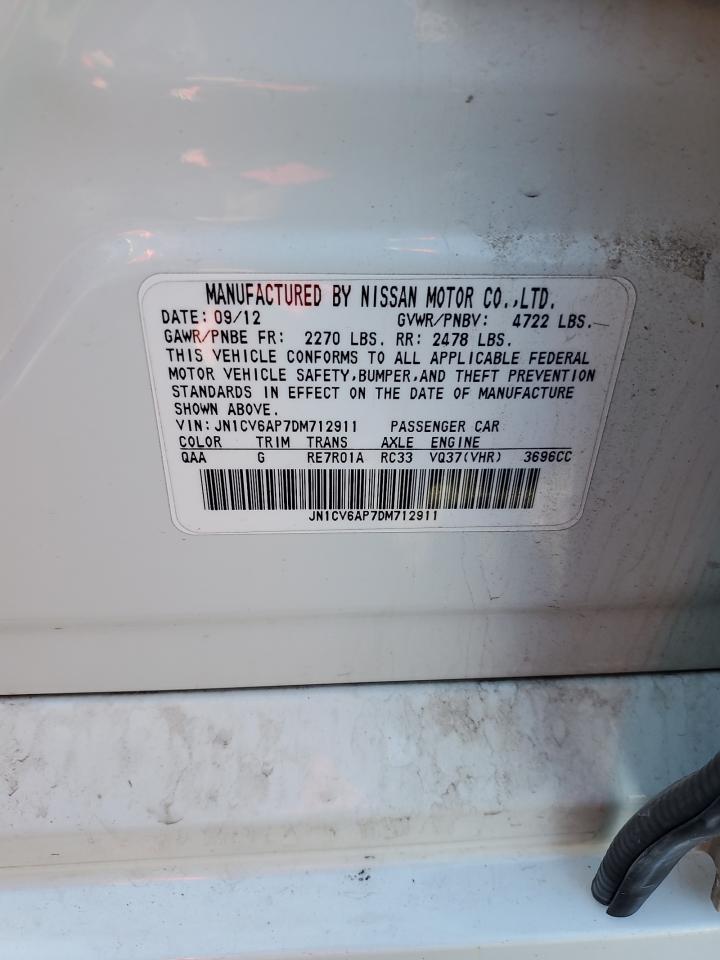 MANUFACTURED BY NISSAN MOTOR CO.,LTD.
DATE: 09/12 GVWR/PNBV: 4722 LBS.
GAWR/PNBE FR: 2270 LBS. RR: 2478 LBS.
THIS VEHICLE CONFORMS TO ALL APPLICABLE FEDERAL
MOTOR VEHICLE SAFETY,BUMPER,AND THEFT PREVENTION
STANDARDS IN EFFECT ON THE DATE OF MANUFACTURE
SHOWN ABOVE.
VIN: JN1CV6AP7DM712911 PASSENGER CAR
COLOR TRIM TRANS AXLE ENGINE
QAA G RE7R01A RC33 VQ37(VHR) 3696CC
JN1CV6AP7DM712911